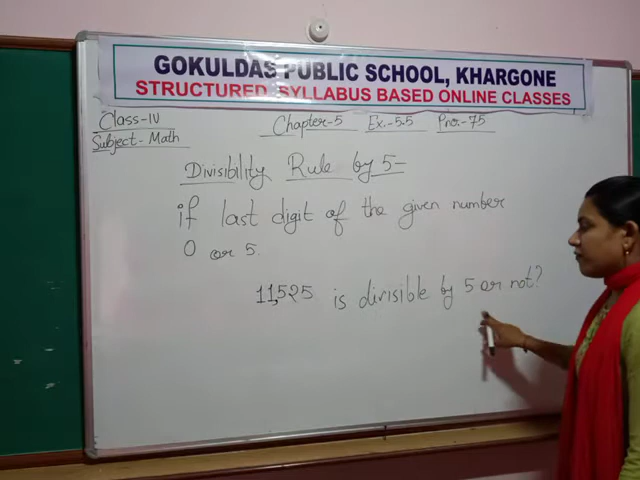 GOKULDAS PUBLIC SCHOOL, KHARGONE
STRUCTURED SYLLABUS BASED ONLINE CLASSES
Class-IV Chapter-5 Ex.-5.5 Pno.-75
Subject-Math
Divisibility Rule by 5-
if last digit of the given number
0 or 5.
11,525 is divisible by 5 or not?